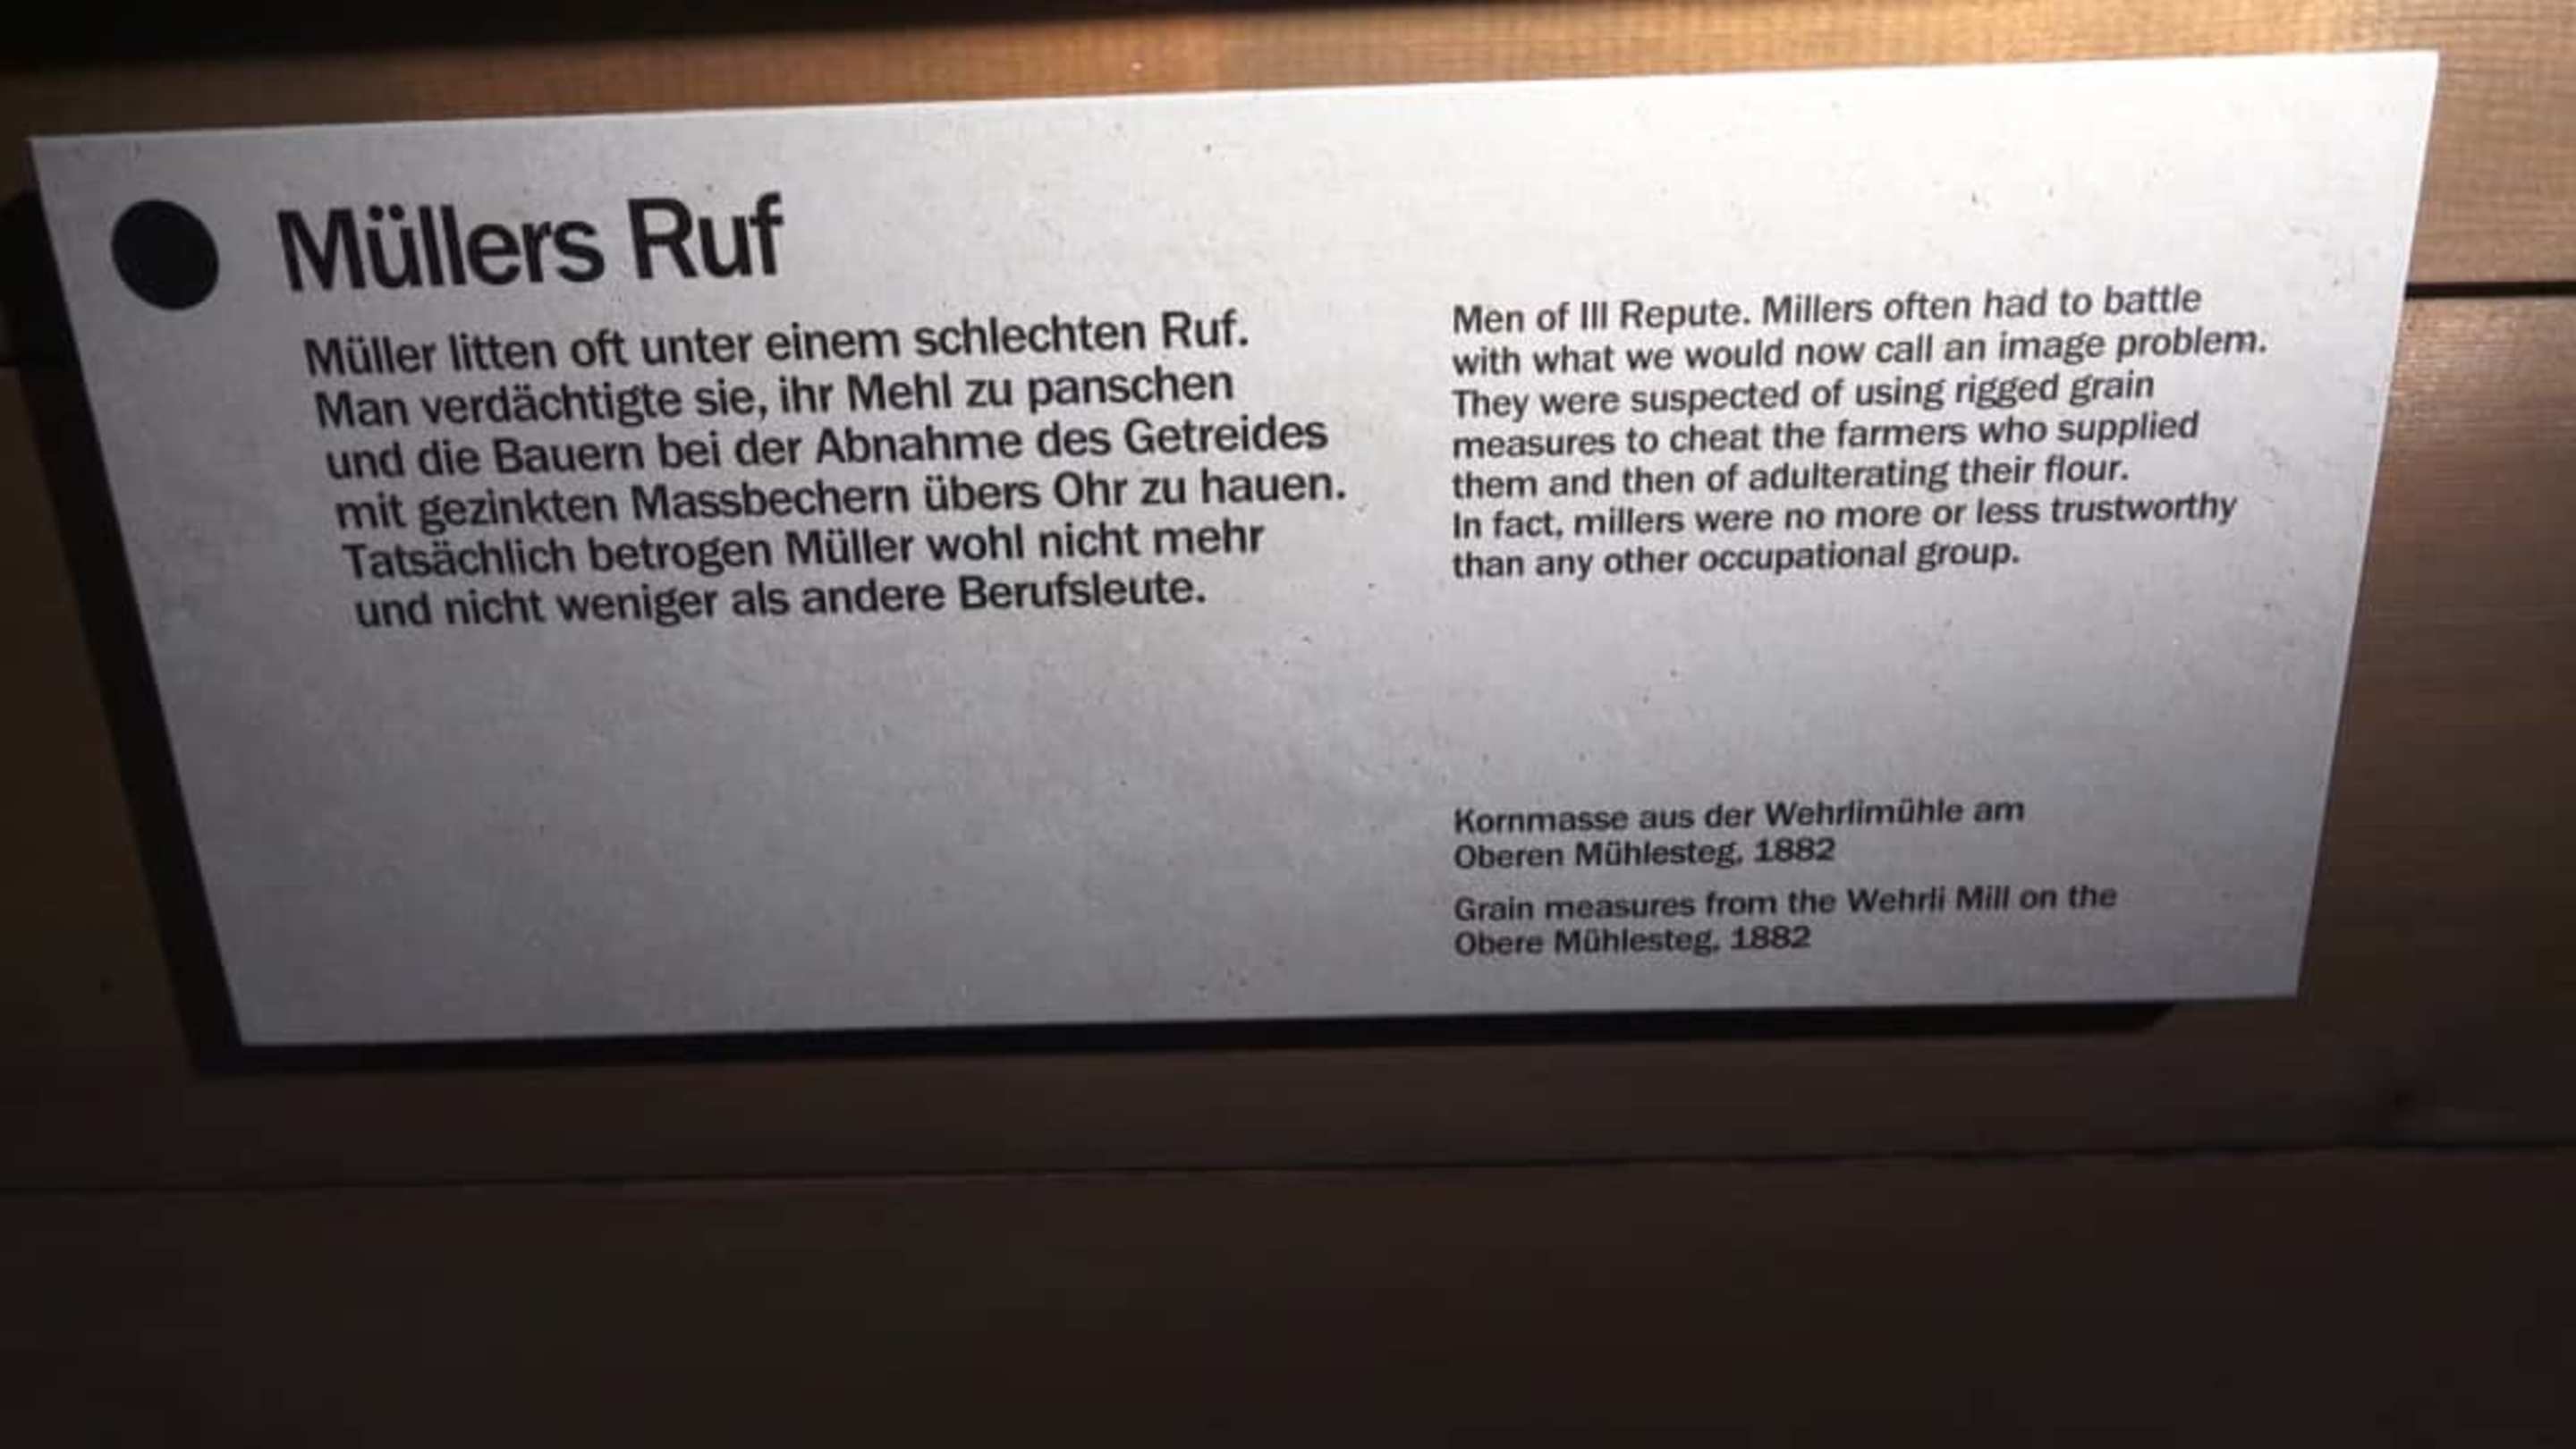 Müllers Ruf
Müller litten oft unter einem schlechten Ruf.
Man verdächtigte sie, ihr Mehl zu panschen
und die Bauern bei der Abnahme des Getreides
mit gezinkten Massbechern übers Ohr zu hauen.
Tatsächlich betrogen Müller wohl nicht mehr
und nicht weniger als andere Berufsleute.
Men of Ill Repute. Millers often had to battle
with what we would now call an image problem.
They were suspected of using rigged grain
measures to cheat the farmers who supplied
them and then of adulterating their flour.
In fact, millers were no more or less trustworthy
than any other occupational group.
Kornmasse aus der Wehrlimühle am
Oberen Mühlesteg, 1882
Grain measures from the Wehrli Mill on the
Obere Mühlesteg, 1882